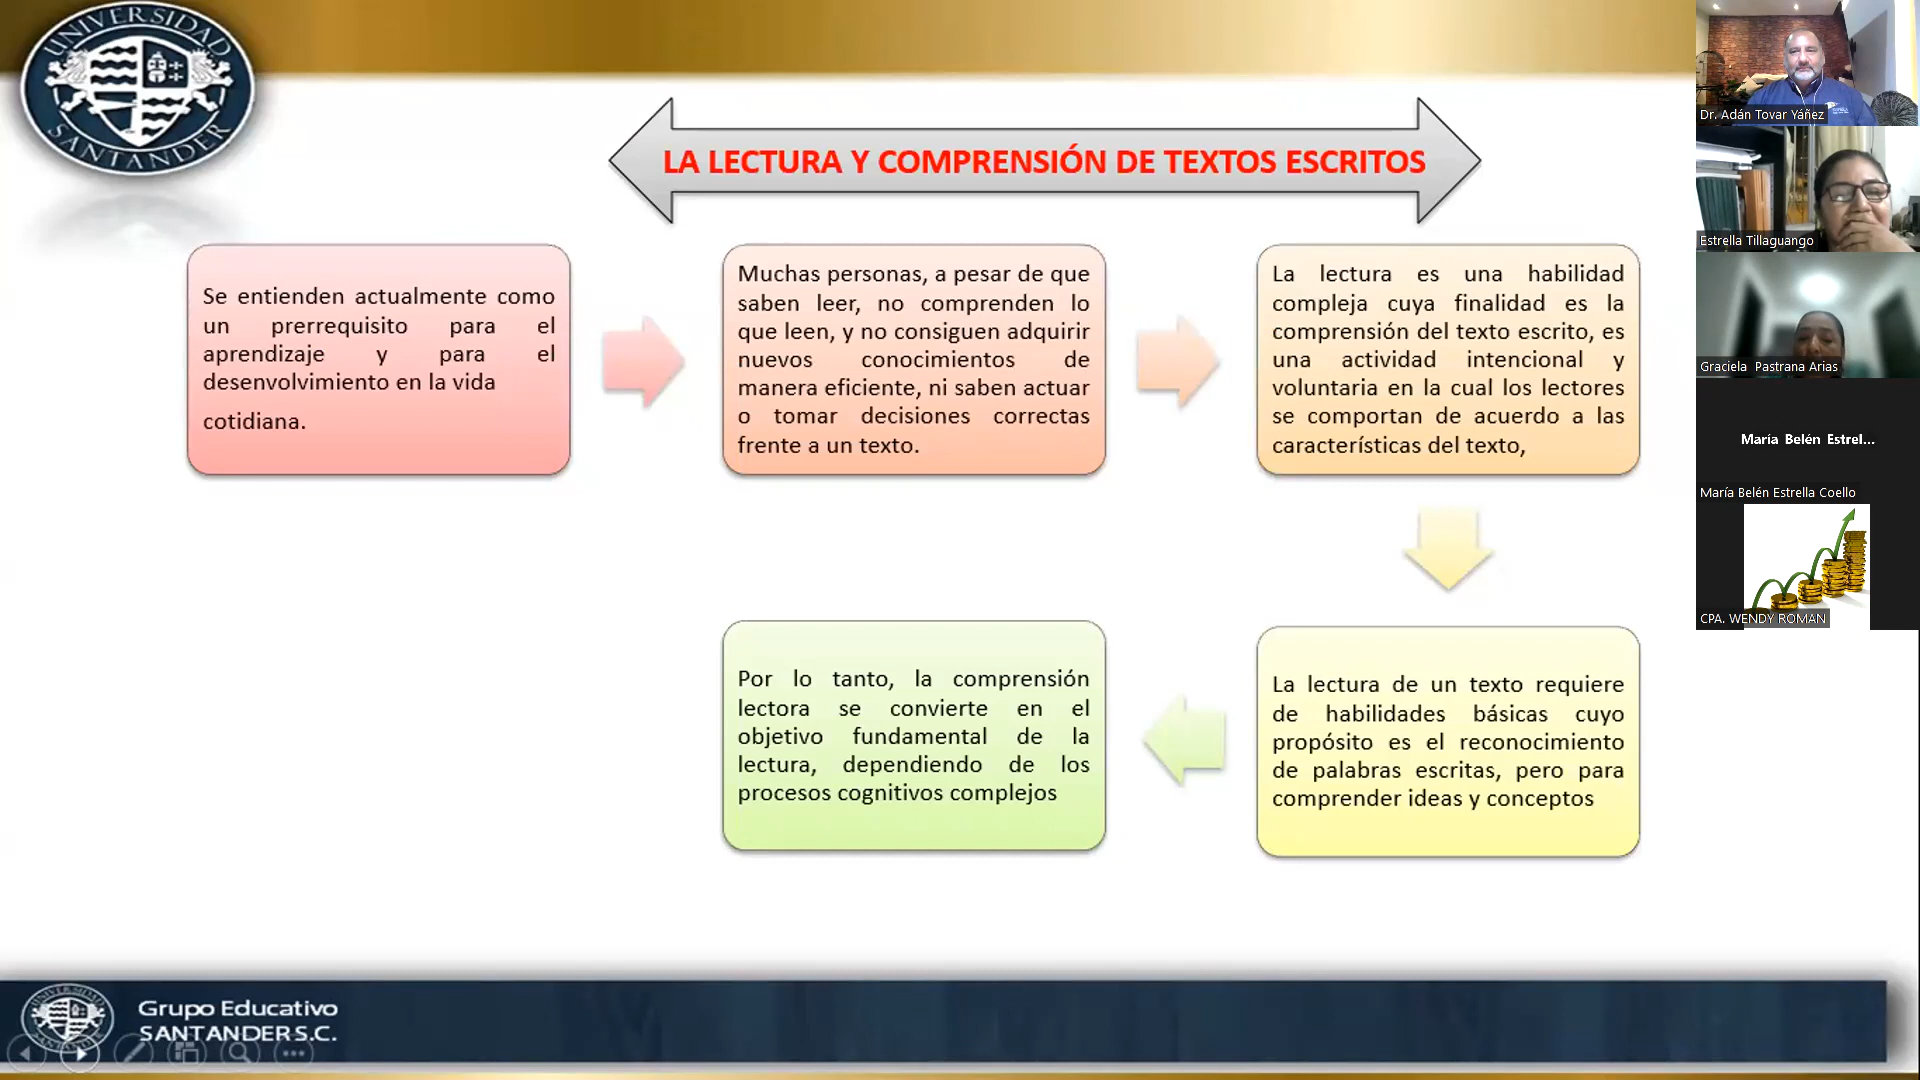 UNIVERSIDAD
SANTANDER
LA LECTURA Y COMPRENSIÓN DE TEXTOS ESCRITOS
Se entienden actualmente como
un prerrequisito para el
aprendizaje y para el
desenvolvimiento en la vida
cotidiana.
Muchas personas, a pesar de que
saben leer, no comprenden lo
que leen, y no consiguen adquirir
nuevos conocimientos de
manera eficiente, ni saben actuar
o tomar decisiones correctas
frente a un texto.
La lectura es una habilidad
compleja cuya finalidad es la
comprensión del texto escrito, es
una actividad intencional y
voluntaria en la cual los lectores
se comportan de acuerdo a las
características del texto,
La lectura de un texto requiere
de habilidades básicas cuyo
propósito es el reconocimiento
de palabras escritas, pero para
comprender ideas y conceptos
Por lo tanto, la comprensión
lectora se convierte en el
objetivo fundamental de la
lectura, dependiendo de los
procesos cognitivos complejos
Dr. Adán Tovar Yáñez
Estrella Tillaguango
Graciela Pastrana Arias
María Belén Estrel...
María Belén Estrella Coello
CPA. WENDY ROMAN
Grupo Educativo
SANTANDER S.C.